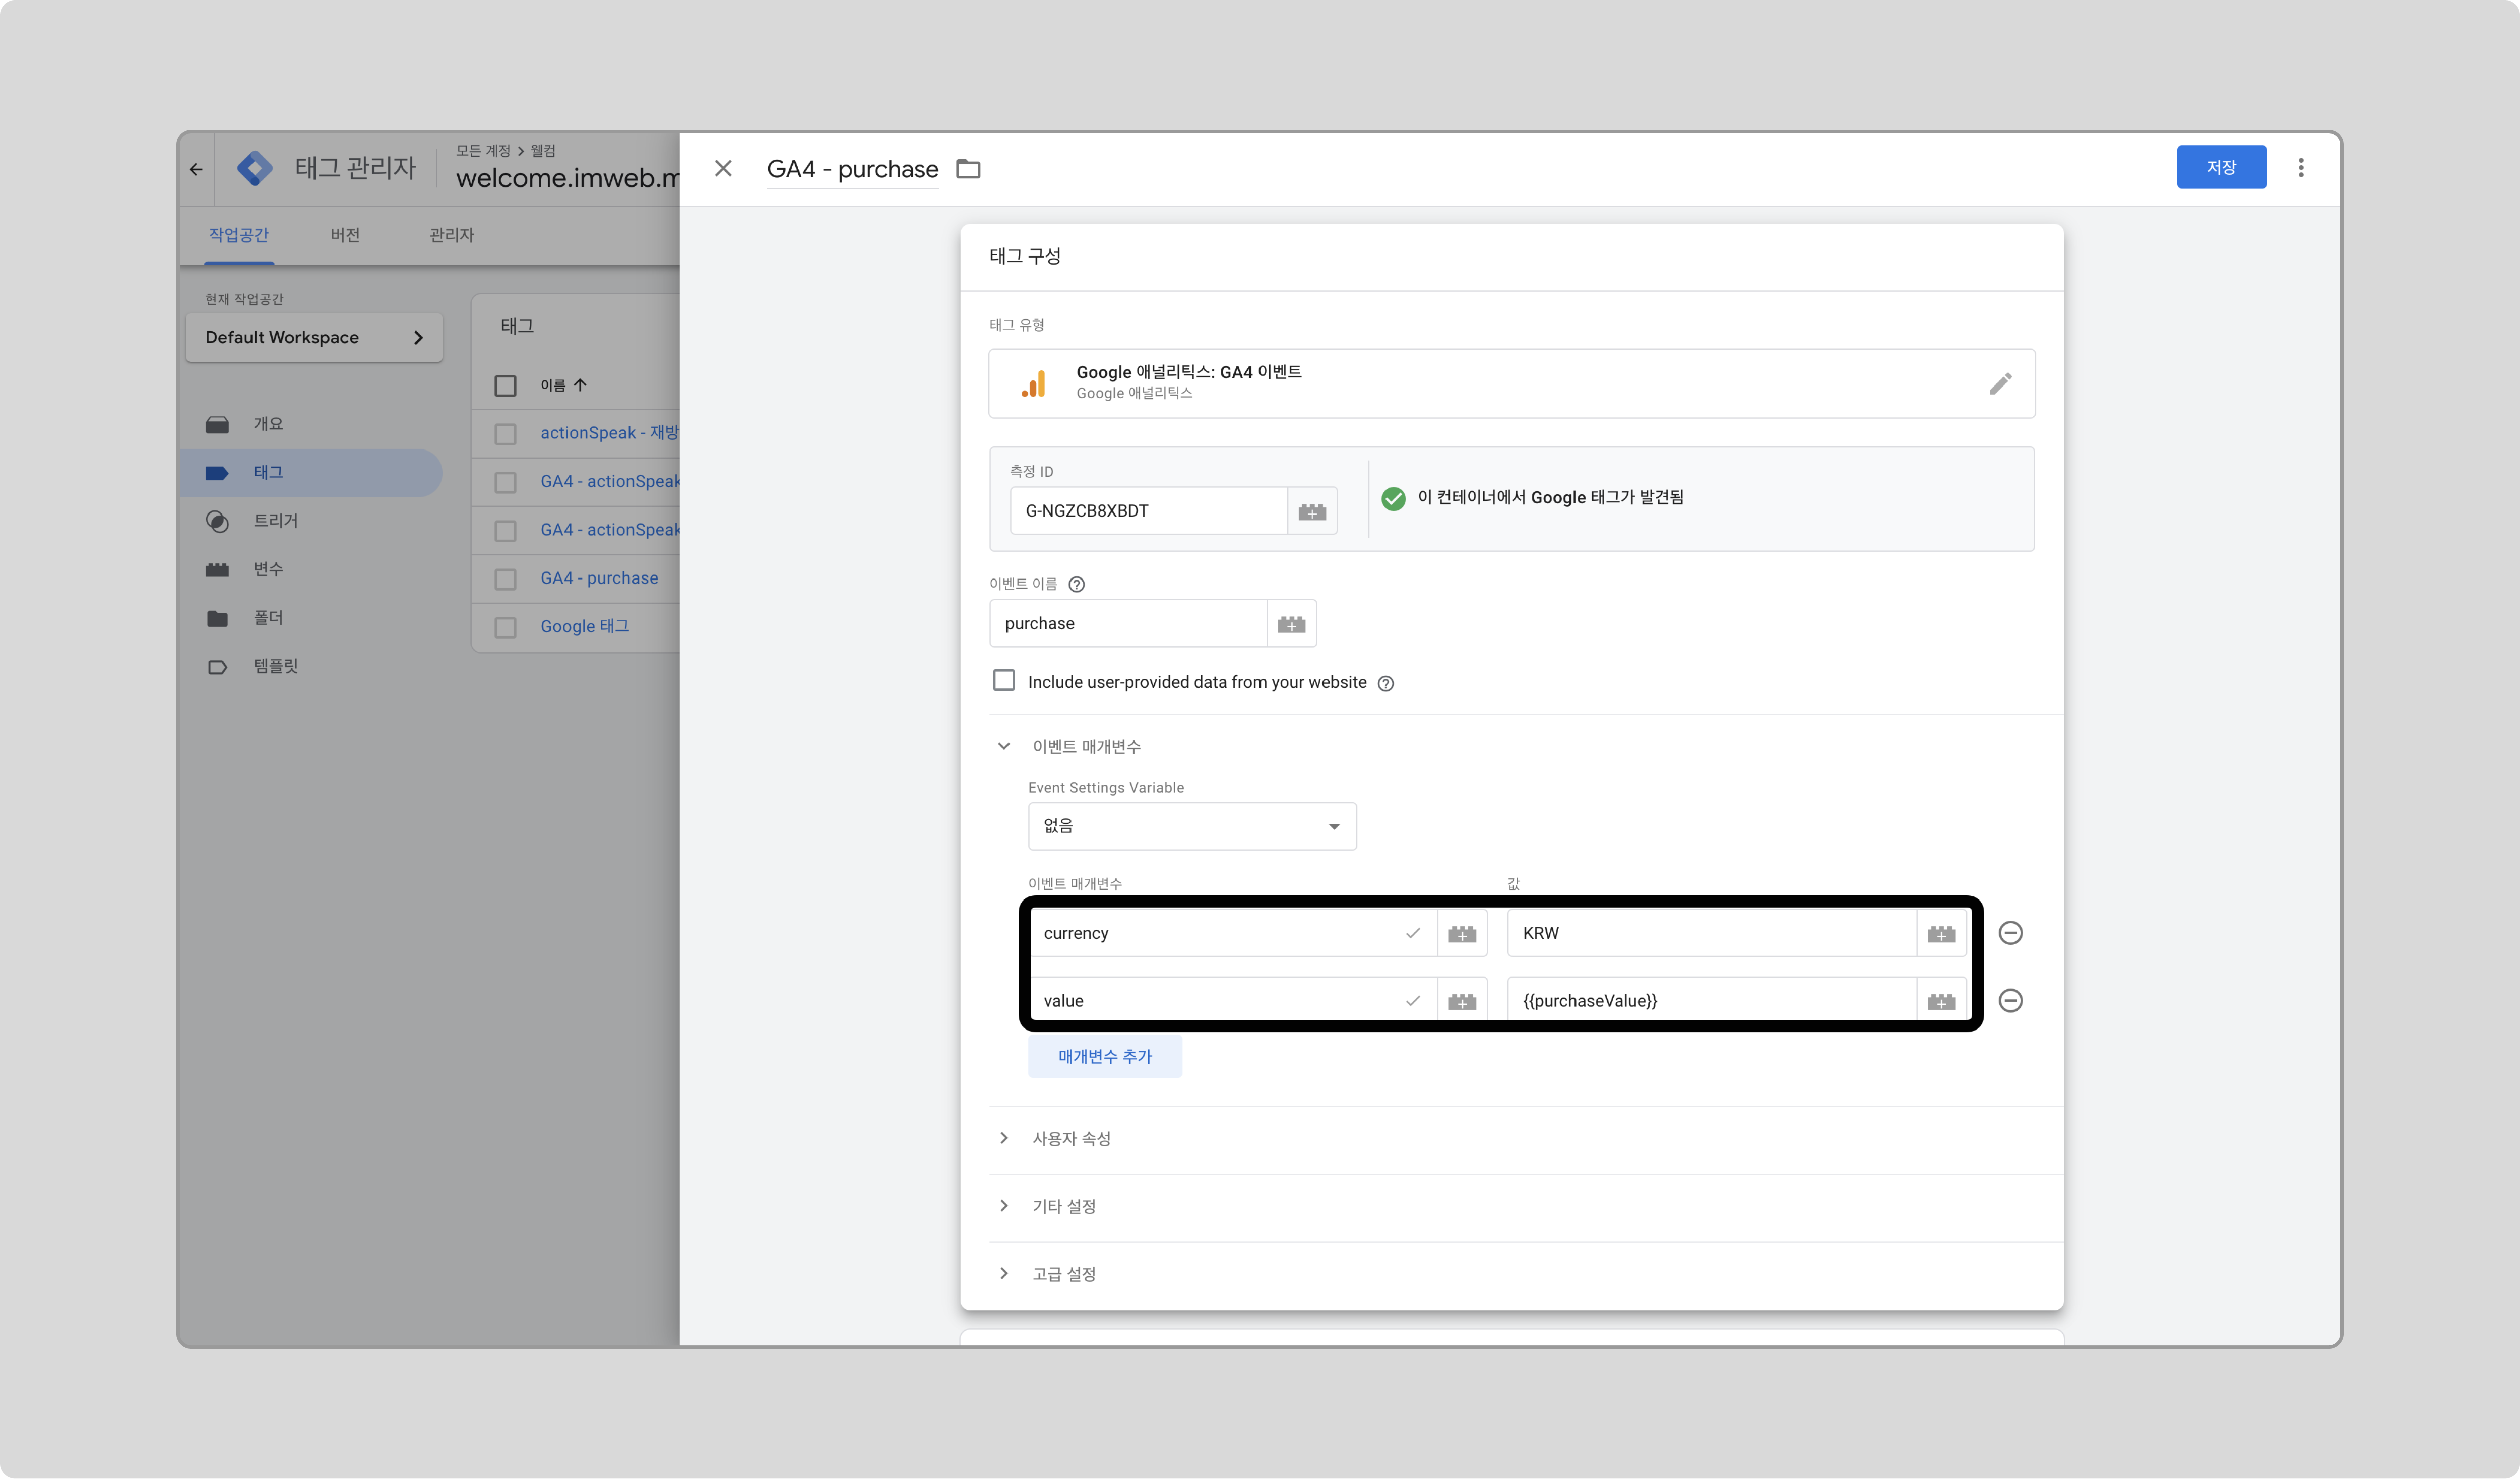 태그 관리자
모든 계정 > 웰컴
welcome.imweb.m
작업공간
버전
관리자
현재 작업공간
Default Workspace
개요
태그
트리거
변수
폴더
템플릿
태그
이름
actionSpeak - 재방
GA4 - actionSpeak
GA4 - actionSpeak
GA4 - purchase
Google 태그
GA4 - purchase
저장
태그 구성
태그 유형
Google 애널리틱스: GA4 이벤트
Google 애널리틱스
측정 ID
G-NGZCB8XBDT
이 컨테이너에서 Google 태그가 발견됨
이벤트 이름
purchase
Include user-provided data from your website
이벤트 매개변수
Event Settings Variable
없음
이벤트 매개변수 값
currency KRW
value {{purchaseValue}}
매개변수 추가
사용자 속성
기타 설정
고급 설정